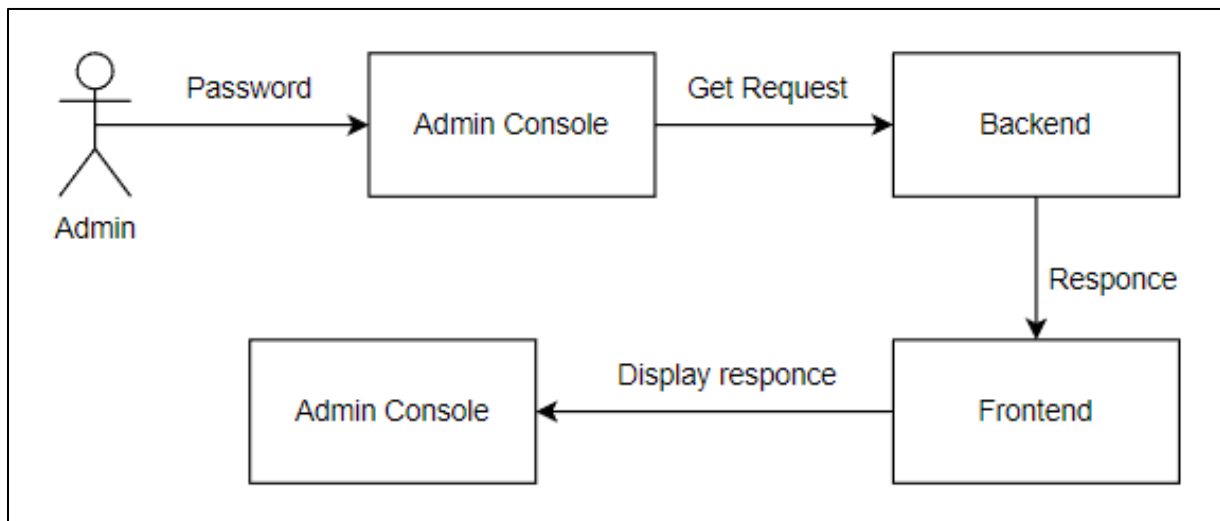 Password
Get Request
Admin Console
Backend
Admin
Responce
Display responce
Admin Console
Frontend